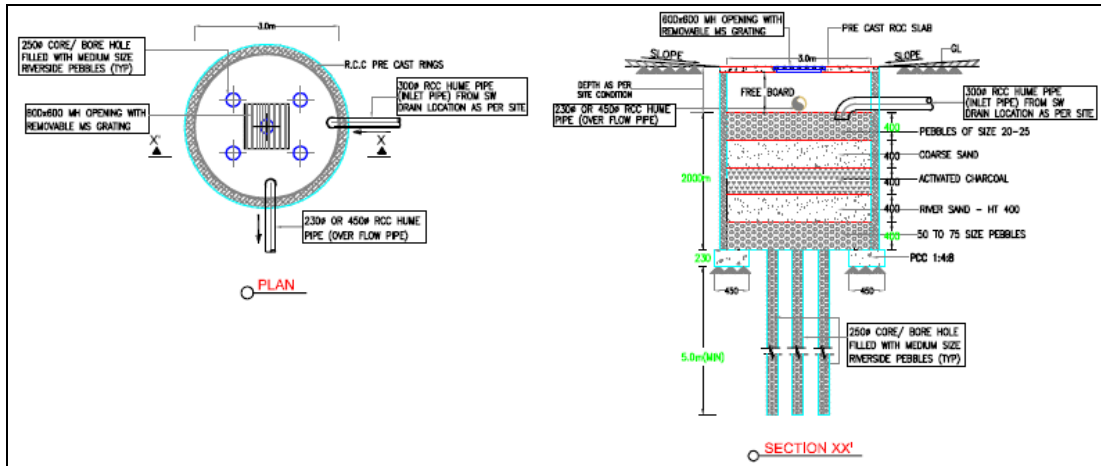 3.0m
250ø CORE/ BORE HOLE
FILLED WITH MEDIUM SIZE
RIVERSIDE PEBBLES (TYP)
R.C.C PRE CAST RINGS
300ø RCC HUME PIPE
(INLET PIPE) FROM SW
DRAIN LOCATION AS PER SITE
600x600 MH OPENING WITH
REMOVABLE MS GRATING
X'
X
230ø OR 450ø RCC HUME
PIPE (OVER FLOW PIPE)
PLAN
600x600 MH OPENING WITH
REMOVABLE MS GRATING
PRE CAST RCC SLAB
SLOPE
3.0m
SLOPE
GL
DEPTH AS PER
SITE CONDITION
FREE BOARD
300ø RCC HUME PIPE
(INLET PIPE) FROM SW
DRAIN LOCATION AS PER SITE
230ø OR 450ø RCC HUME
PIPE (OVER FLOW PIPE)
400
PEBBLES OF SIZE 20-25
400
COARSE SAND
2000m
400
ACTIVATED CHARCOAL
400
RIVER SAND - HT 400
400
50 TO 75 SIZE PEBBLES
230
PCC 1:4:8
450
450
250ø CORE/ BORE HOLE
FILLED WITH MEDIUM SIZE
RIVERSIDE PEBBLES (TYP)
5.0m(MIN)
SECTION XX'